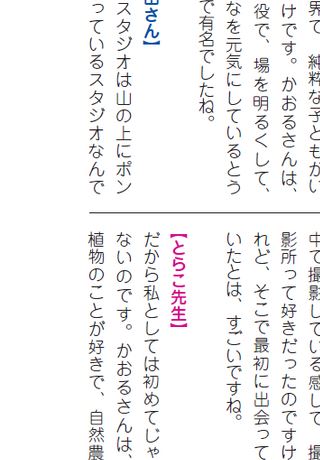 界で、純粋な子どもがい
けです。かおるさんは、
役で、場を明るくして、
なを元気にしているとう
で有名でしたね。
田さん】
スタジオは山の上にポン
っているスタジオなんで
中で撮影している感じで、撮
影所って好きだったのですけ
れど、そこで最初に出会って
いたとは、すごいですね。
【とらこ先生】
だから私としては初めてじゃ
ないのです。かおるさんは、
植物のことが好きで、自然農